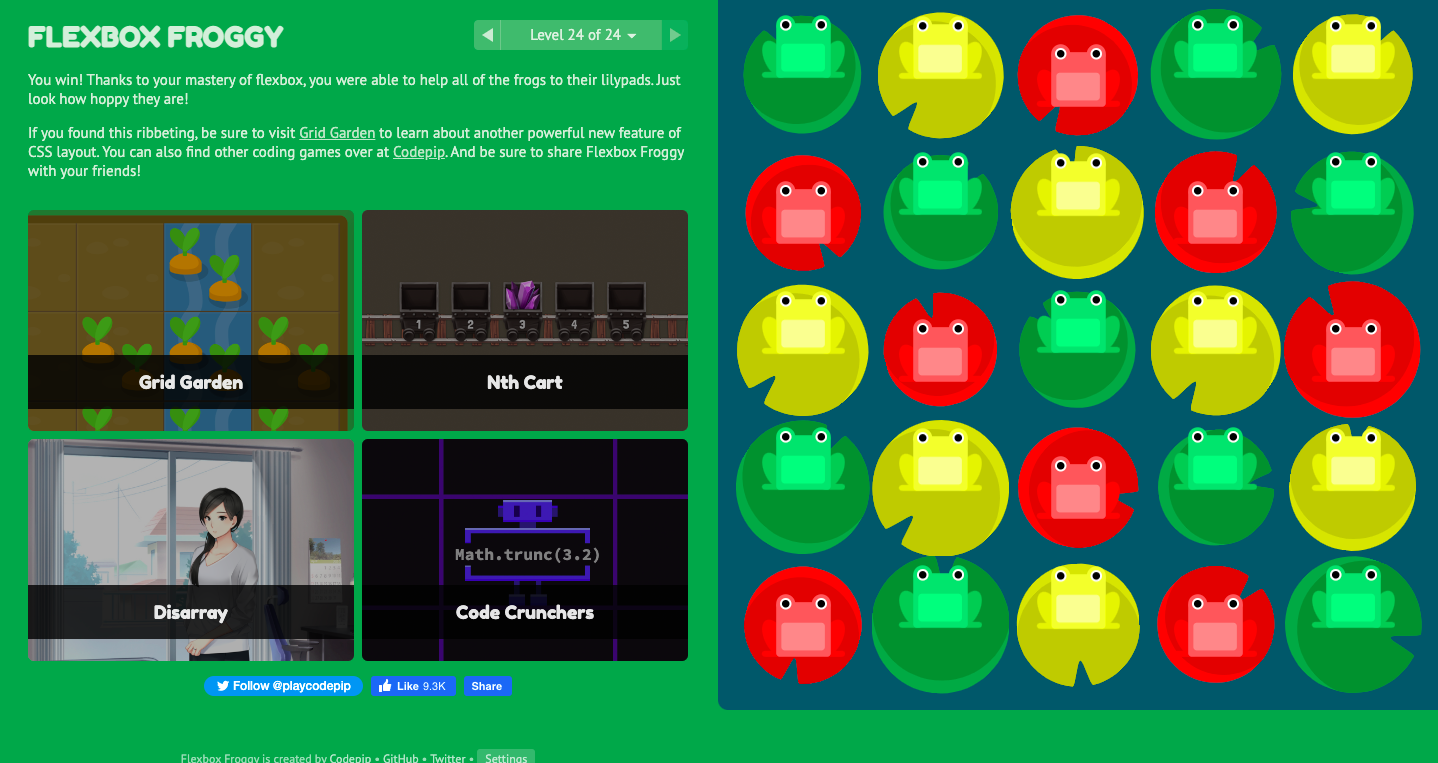 FLEXBOX FROGGY
Level 24 of 24
You win! Thanks to your mastery of flexbox, you were able to help all of the frogs to their lilypads. Just
look how hoppy they are!
If you found this ribbeting, be sure to visit Grid Garden to learn about another powerful new feature of
CSS layout. You can also find other coding games over at Codepip. And be sure to share Flexbox Froggy
with your friends!
Grid Garden
1 2 3 4 5
Nth Cart
Disarray
Math.trunc(3.2)
Code Crunchers
Follow @playcodepip
Like 9.3K
Share
Flexbox Froggy is created by Codepip • GitHub • Twitter • Settings